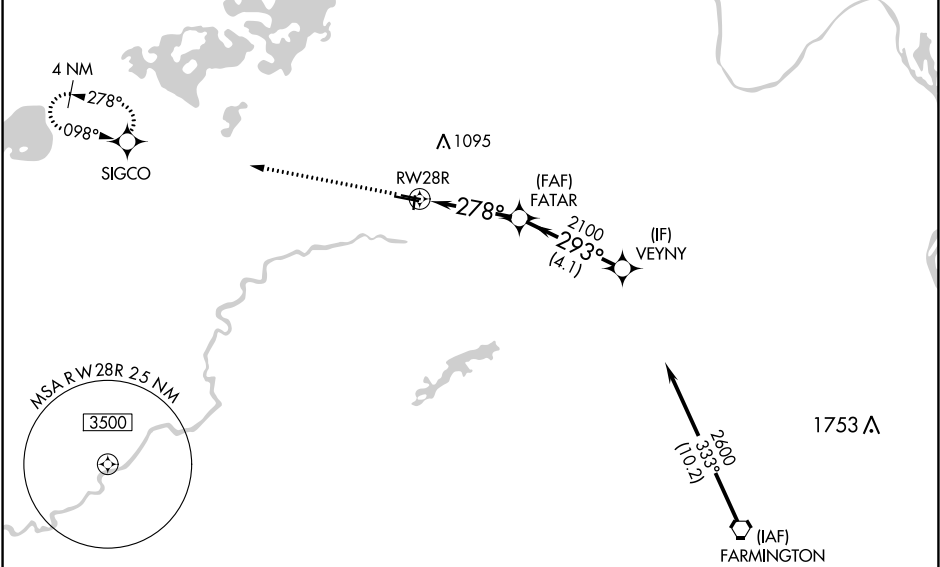 4 NM
278°
098°
SIGCO
1095
RW28R
278°
(FAF)
FATAR
2100
293°
(4.1)
(IF)
VEYNY
MSA RW28R 25 NM
3500
1753
2600
333°
(10.2)
(IAF)
FARMINGTON